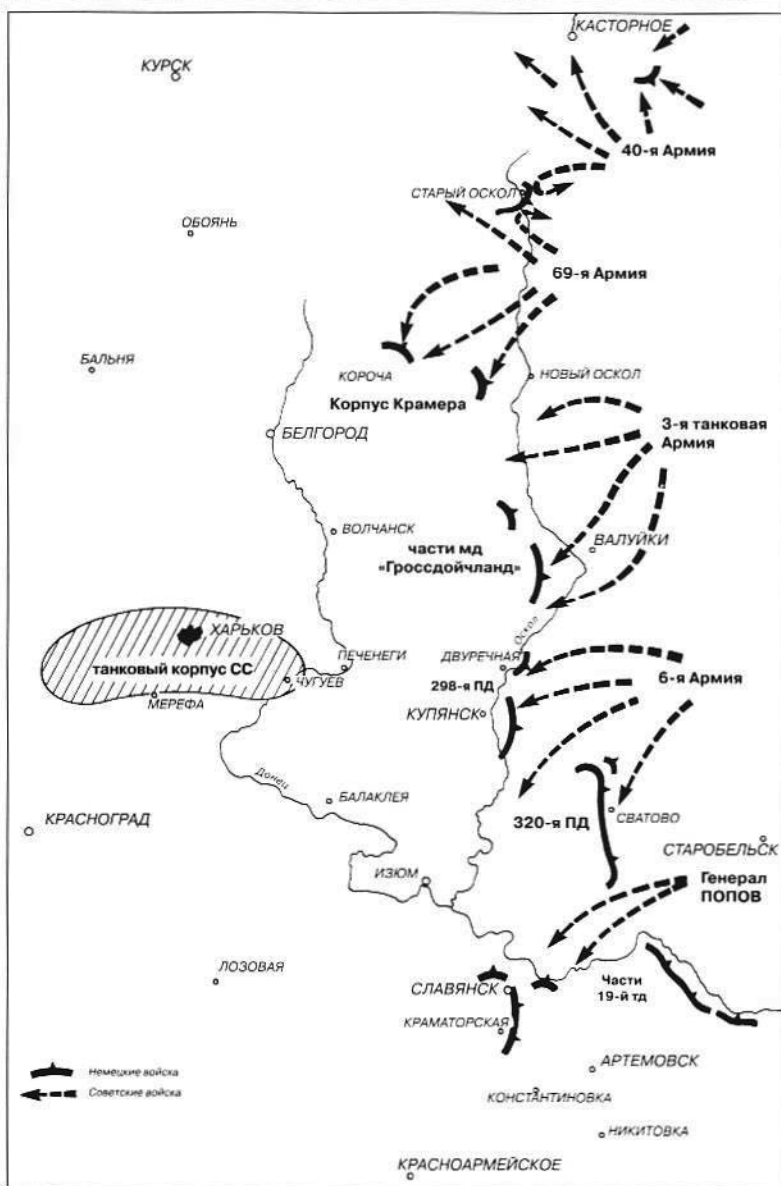 КАСТОРНОЕ
КУРСК
40-я Армия
СТАРЫЙ ОСКОЛ
ОБОЯНЬ
69-я Армия
БАЛЬНЯ
КОРОЧА
НОВЫЙ ОСКОЛ
Корпус Крамера
3-я танковая
Армия
БЕЛГОРОД
ВОЛЧАНСК
части мд
«Гроссдойчланд»
ВАЛУЙКИ
Оскол
ХАРЬКОВ
танковый корпус СС
ПЕЧЕНЕГИ
ДВУРЕЧНАЯ
ЧУГУЕВ
298-я ПД
6-я Армия
МЕРЕФА
КУПЯНСК
Донец
БАЛАКЛЕЯ
КРАСНОГРАД
320-я ПД
СВАТОВО
СТАРОБЕЛЬСК
ИЗЮМ
Генерал
ПОПОВ
ЛОЗОВАЯ
СЛАВЯНСК
Части
19-й тд
КРАМАТОРСКАЯ
Немецкие войска
Советские войска
АРТЕМОВСК
КОНСТАНТИНОВКА
НИКИТОВКА
КРАСНОАРМЕЙСКОЕ